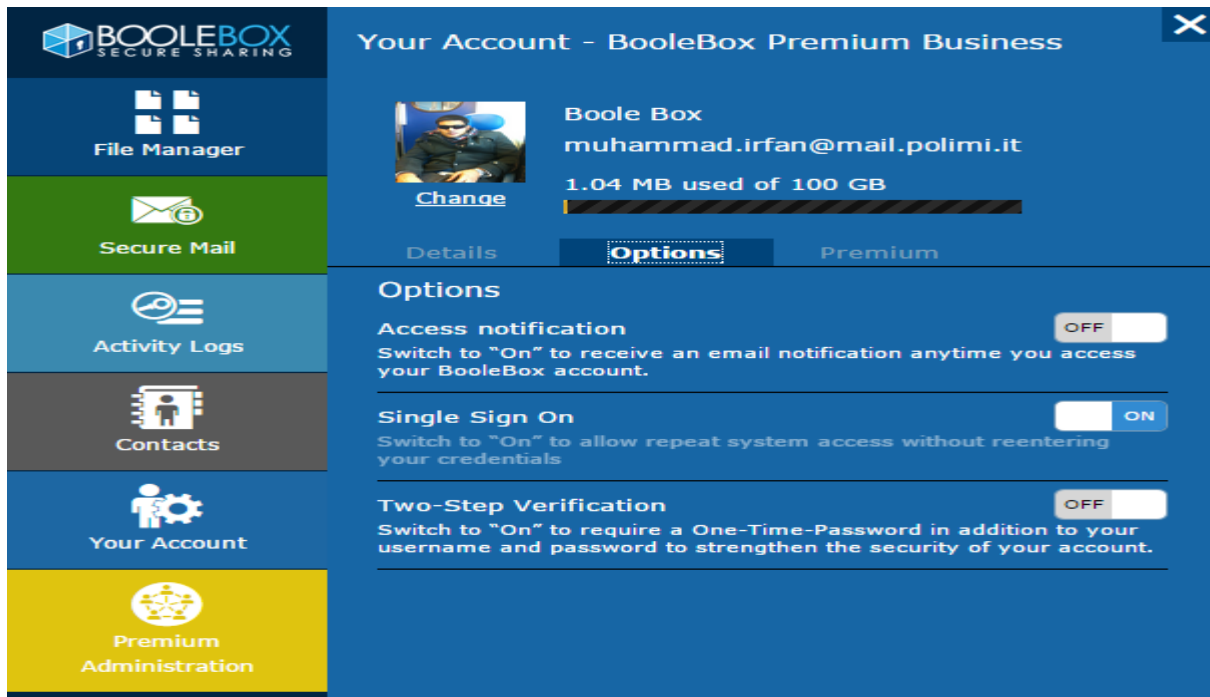 BOOLEBOX
SECURE SHARING
File Manager
Secure Mail
Activity Logs
Contacts
Your Account
Premium
Administration
Your Account - BooleBox Premium Business
Boole Box
muhammad.irfan@mail.polimi.it
1.04 MB used of 100 GB
Change
Details Options Premium
Options
Access notification OFF
Switch to "On" to receive an email notification anytime you access
your BooleBox account.
Single Sign On ON
Switch to "On" to allow repeat system access without reentering
your credentials
Two-Step Verification OFF
Switch to "On" to require a One-Time-Password in addition to your
username and password to strengthen the security of your account.